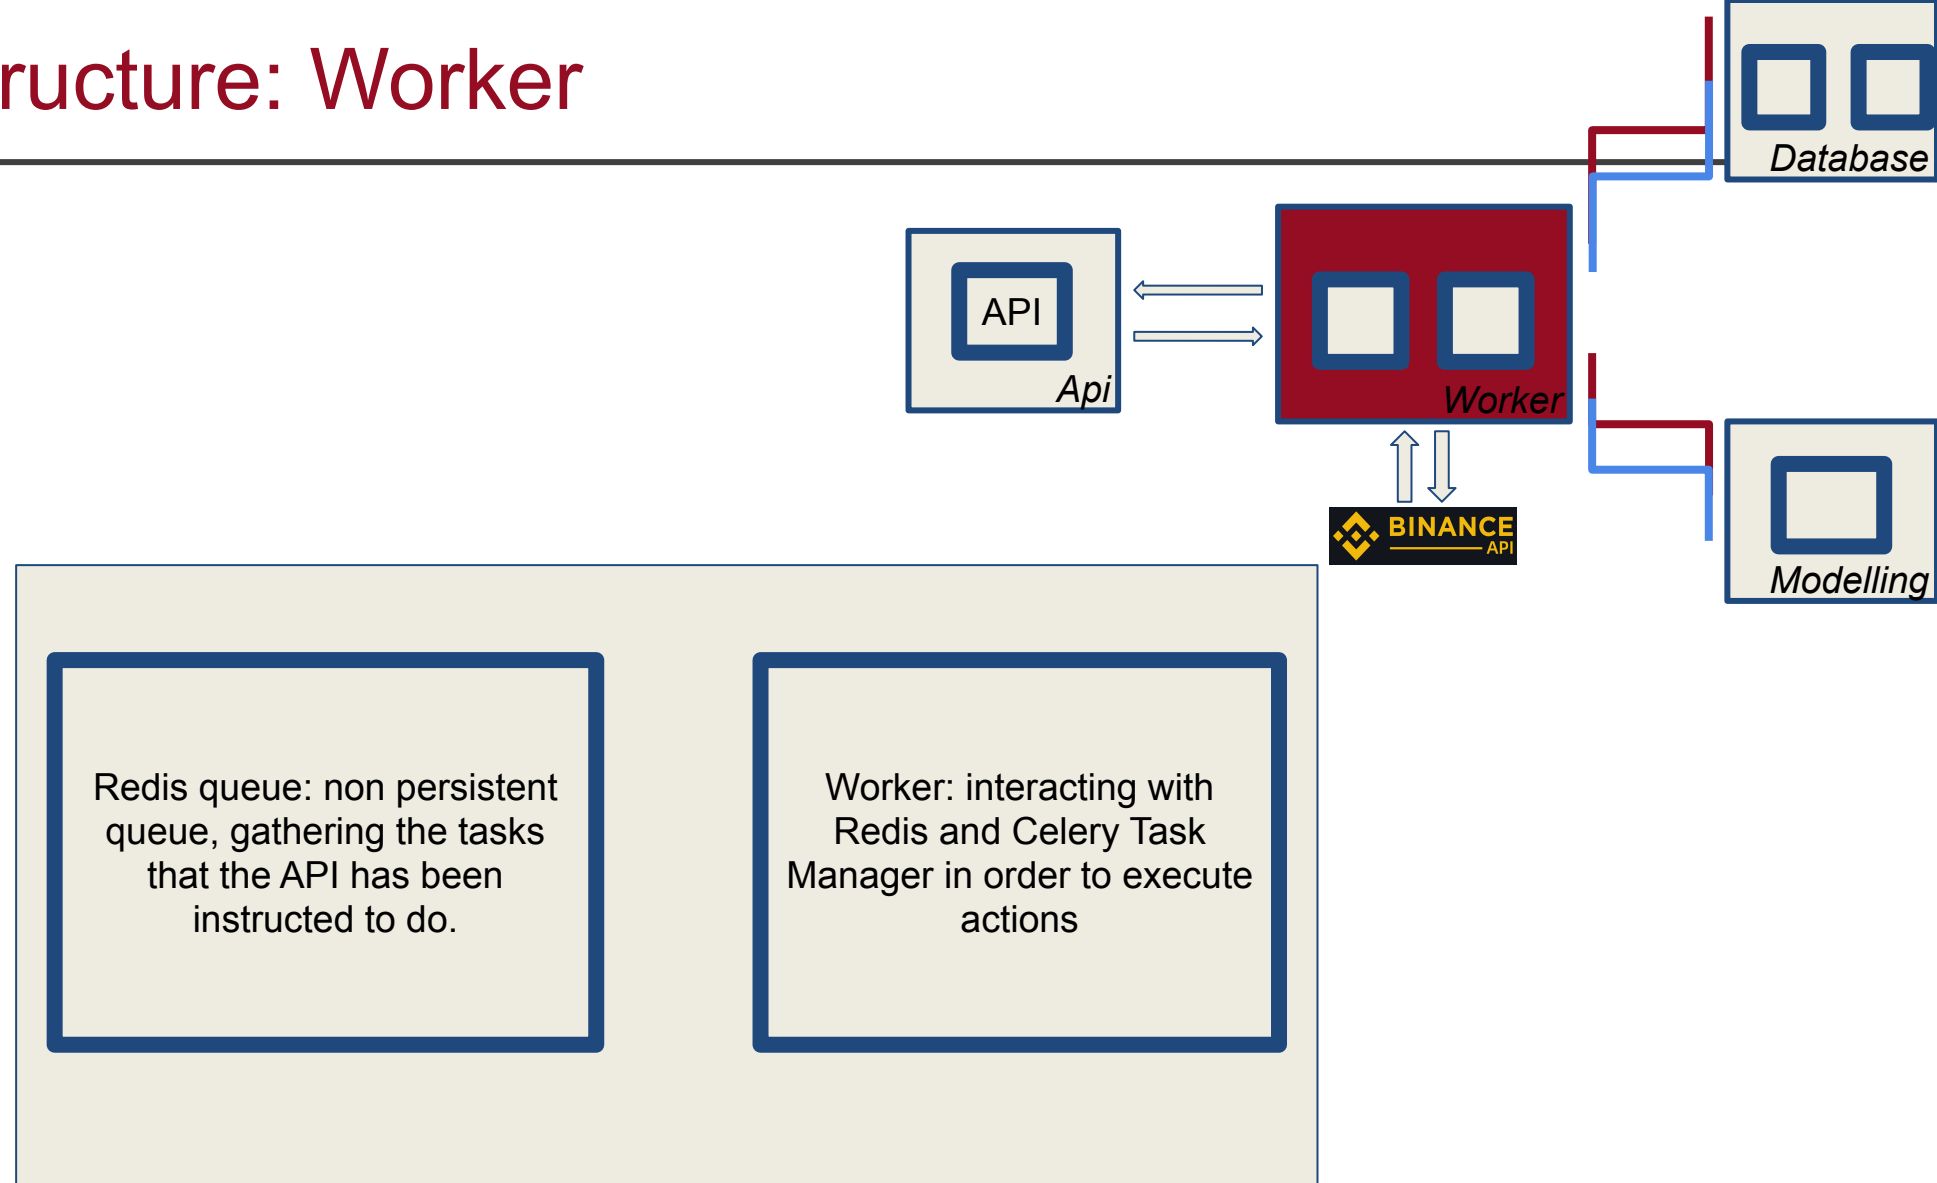 ructure: Worker
Database
API
Api
Worker
BINANCE
API
Modelling
Redis queue: non persistent
queue, gathering the tasks
that the API has been
instructed to do.
Worker: interacting with
Redis and Celery Task
Manager in order to execute
actions